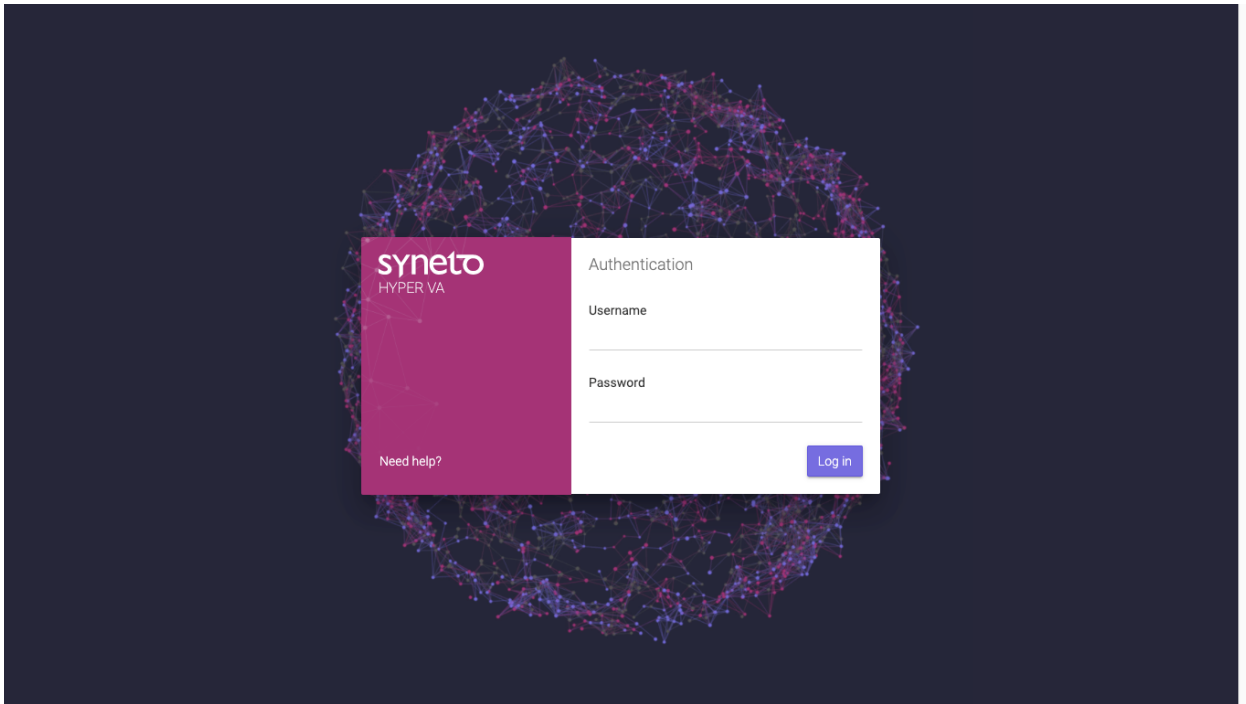 syneto
HYPER VA
Need help?
Authentication
Username
Password
Log in